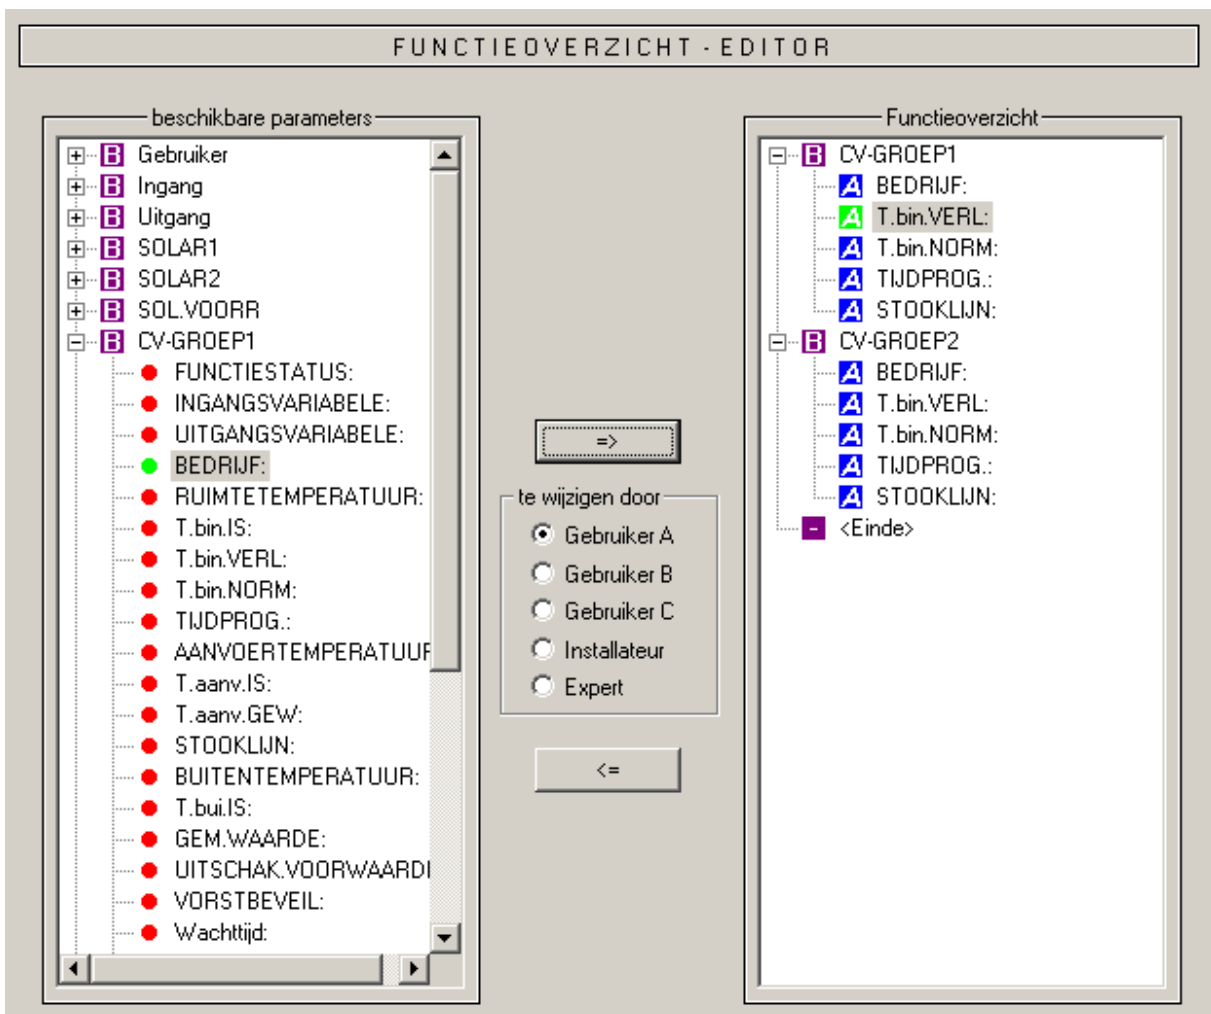 FUNCTIEOVERZICHT - EDITOR
beschikbare parameters
B Gebruiker
B Ingang
B Uitgang
B SOLAR1
B SOLAR2
B SOL.VOORR
B CV-GROEP1
FUNCTIESTATUS:
INGANGSVARIABELE:
UITGANGSVARIABELE:
BEDRIJF:
RUIMTETEMPERATUUR:
T.bin.IS:
T.bin.VERL:
T.bin.NORM:
TIJDPROG.:
AANVOERTEMPERATUUR
T.aanv.IS:
T.aanv.GEW:
STOOKLIJN:
BUITENTEMPERATUUR:
T.bui.IS:
GEM.WAARDE:
UITSCHAK.VOORWAARD
VORSTBEVEIL:
Wachttijd:
=>
te wijzigen door
Gebruiker A
Gebruiker B
Gebruiker C
Installateur
Expert
<=
Functieoverzicht
B CV-GROEP1
A BEDRIJF:
A T.bin.VERL:
A T.bin.NORM:
A TIJDPROG.:
A STOOKLIJN:
B CV-GROEP2
A BEDRIJF:
A T.bin.VERL:
A T.bin.NORM:
A TIJDPROG.:
A STOOKLIJN:
- <Einde>